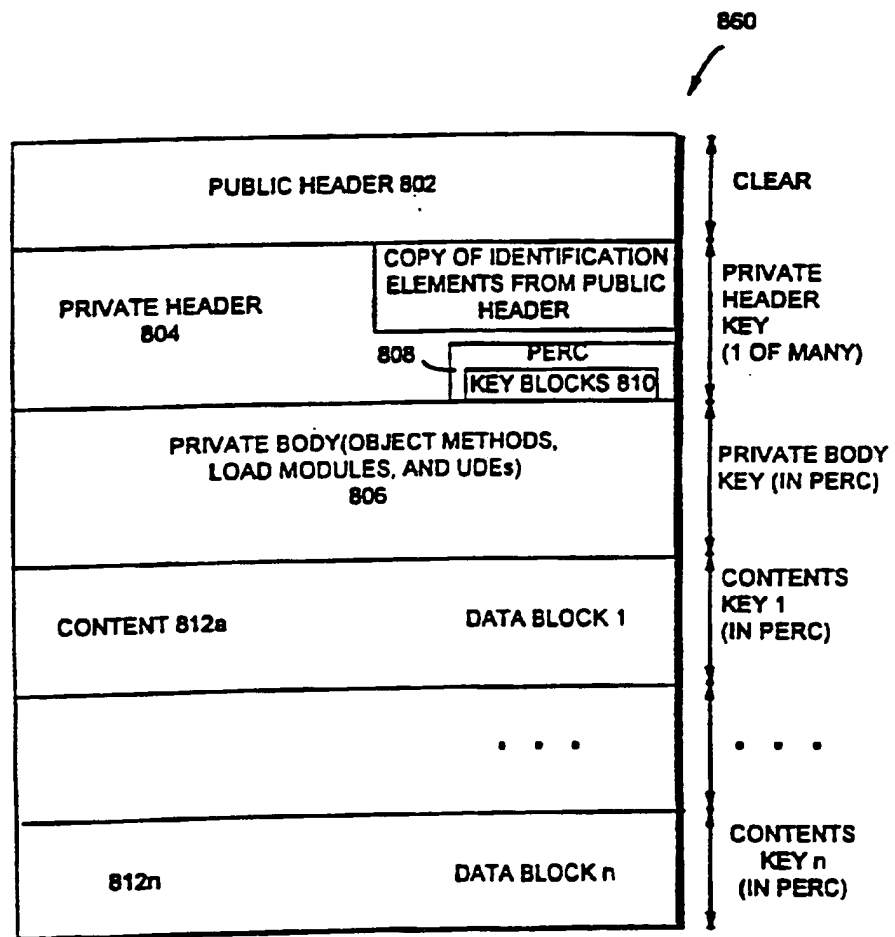 860
PUBLIC HEADER 802
CLEAR
COPY OF IDENTIFICATION
ELEMENTS FROM PUBLIC
HEADER
PRIVATE HEADER
804
PRIVATE
HEADER
KEY
(1 OF MANY)
808
PERC
KEY BLOCKS 810
PRIVATE BODY(OBJECT METHODS,
LOAD MODULES, AND UDEs)
806
PRIVATE BODY
KEY (IN PERC)
CONTENT 812a
DATA BLOCK 1
CONTENTS
KEY 1
(IN PERC)
. . .
. . .
812n
DATA BLOCK n
CONTENTS
KEY n
(IN PERC)